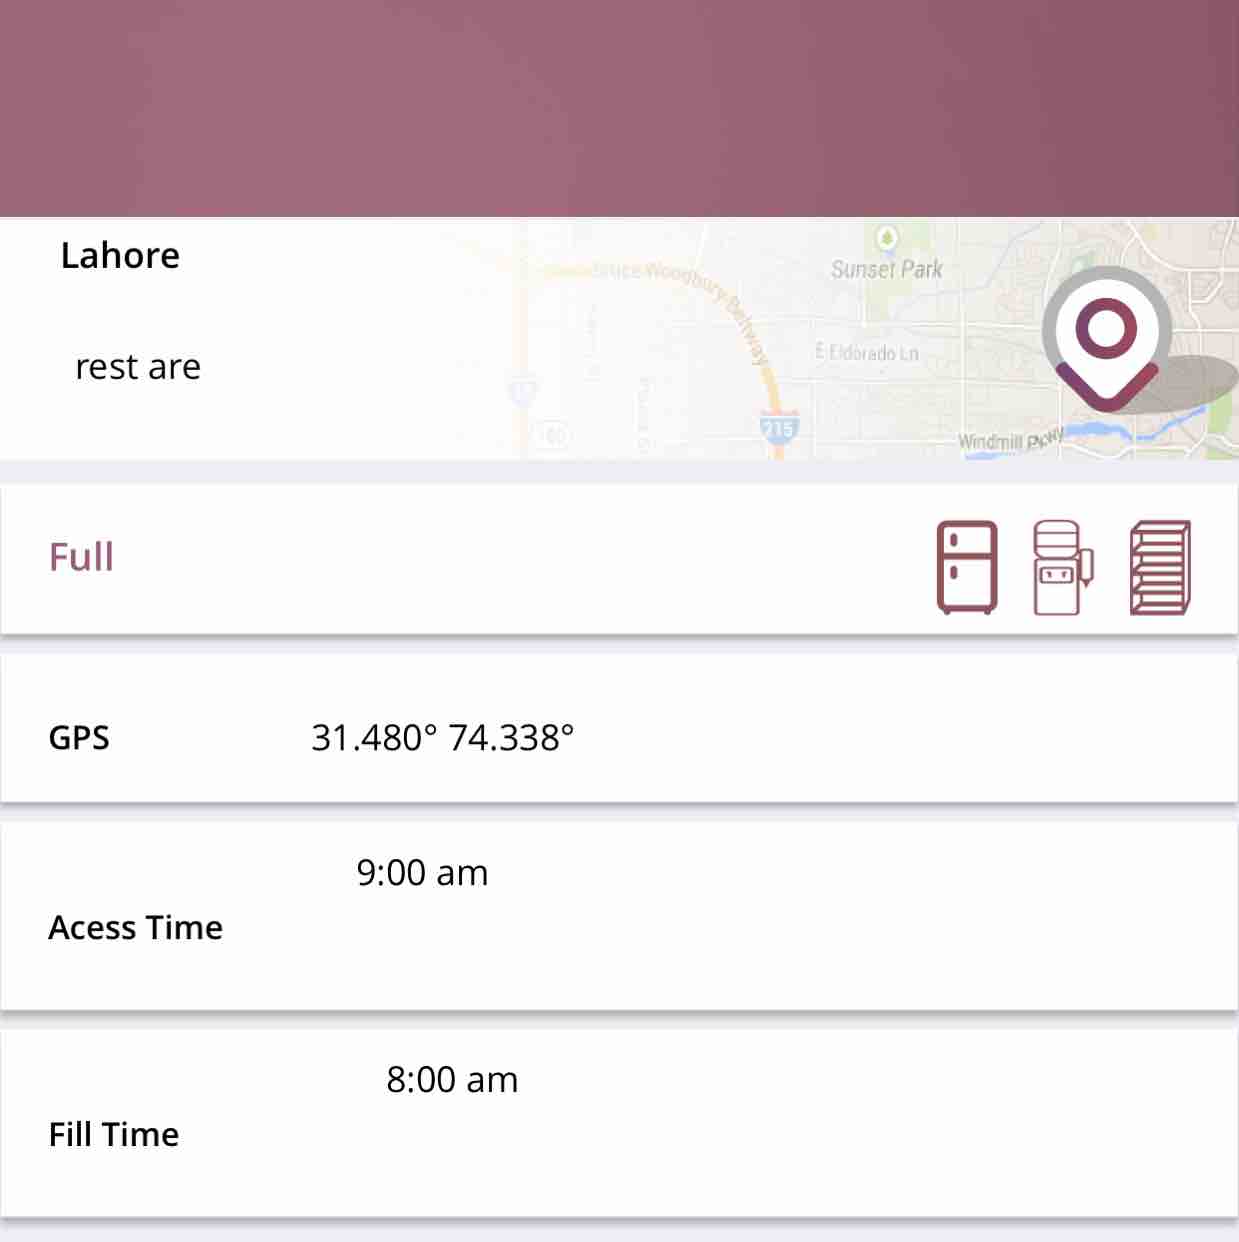 Lahore
rest are
Bruce Woodbury Beltway
Sunset Park
E Eldorado Ln
215
Windmill Pkwy
Full
GPS 31.480° 74.338°
9:00 am
Acess Time
8:00 am
Fill Time